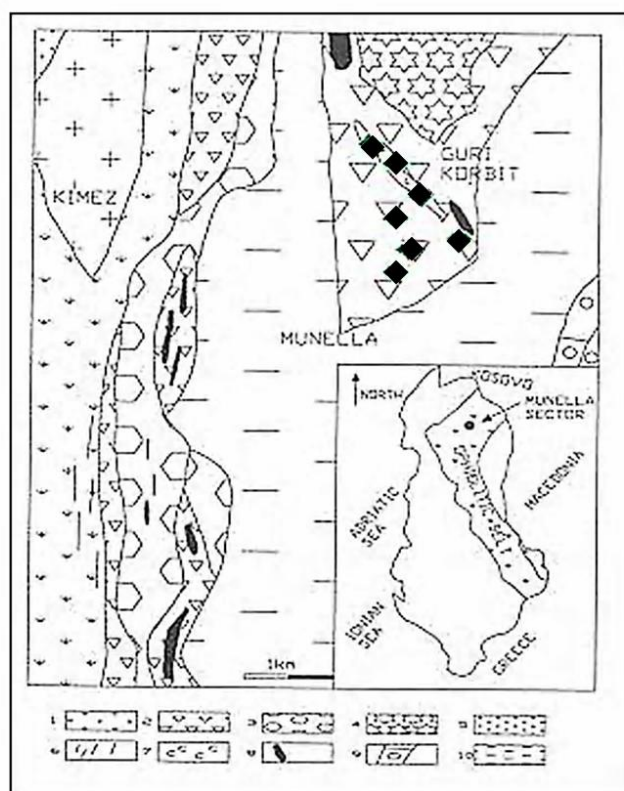 KIMEZ
GURI
KORBIT
MUNELLA
KOSOVO
NORTH
MUNELLA
SECTOR
MACEDONIA
ADRIATIC
SEA
IONIAN
SEA
GREECE
1km
1 2 3 4 5
6 7 8 9 10